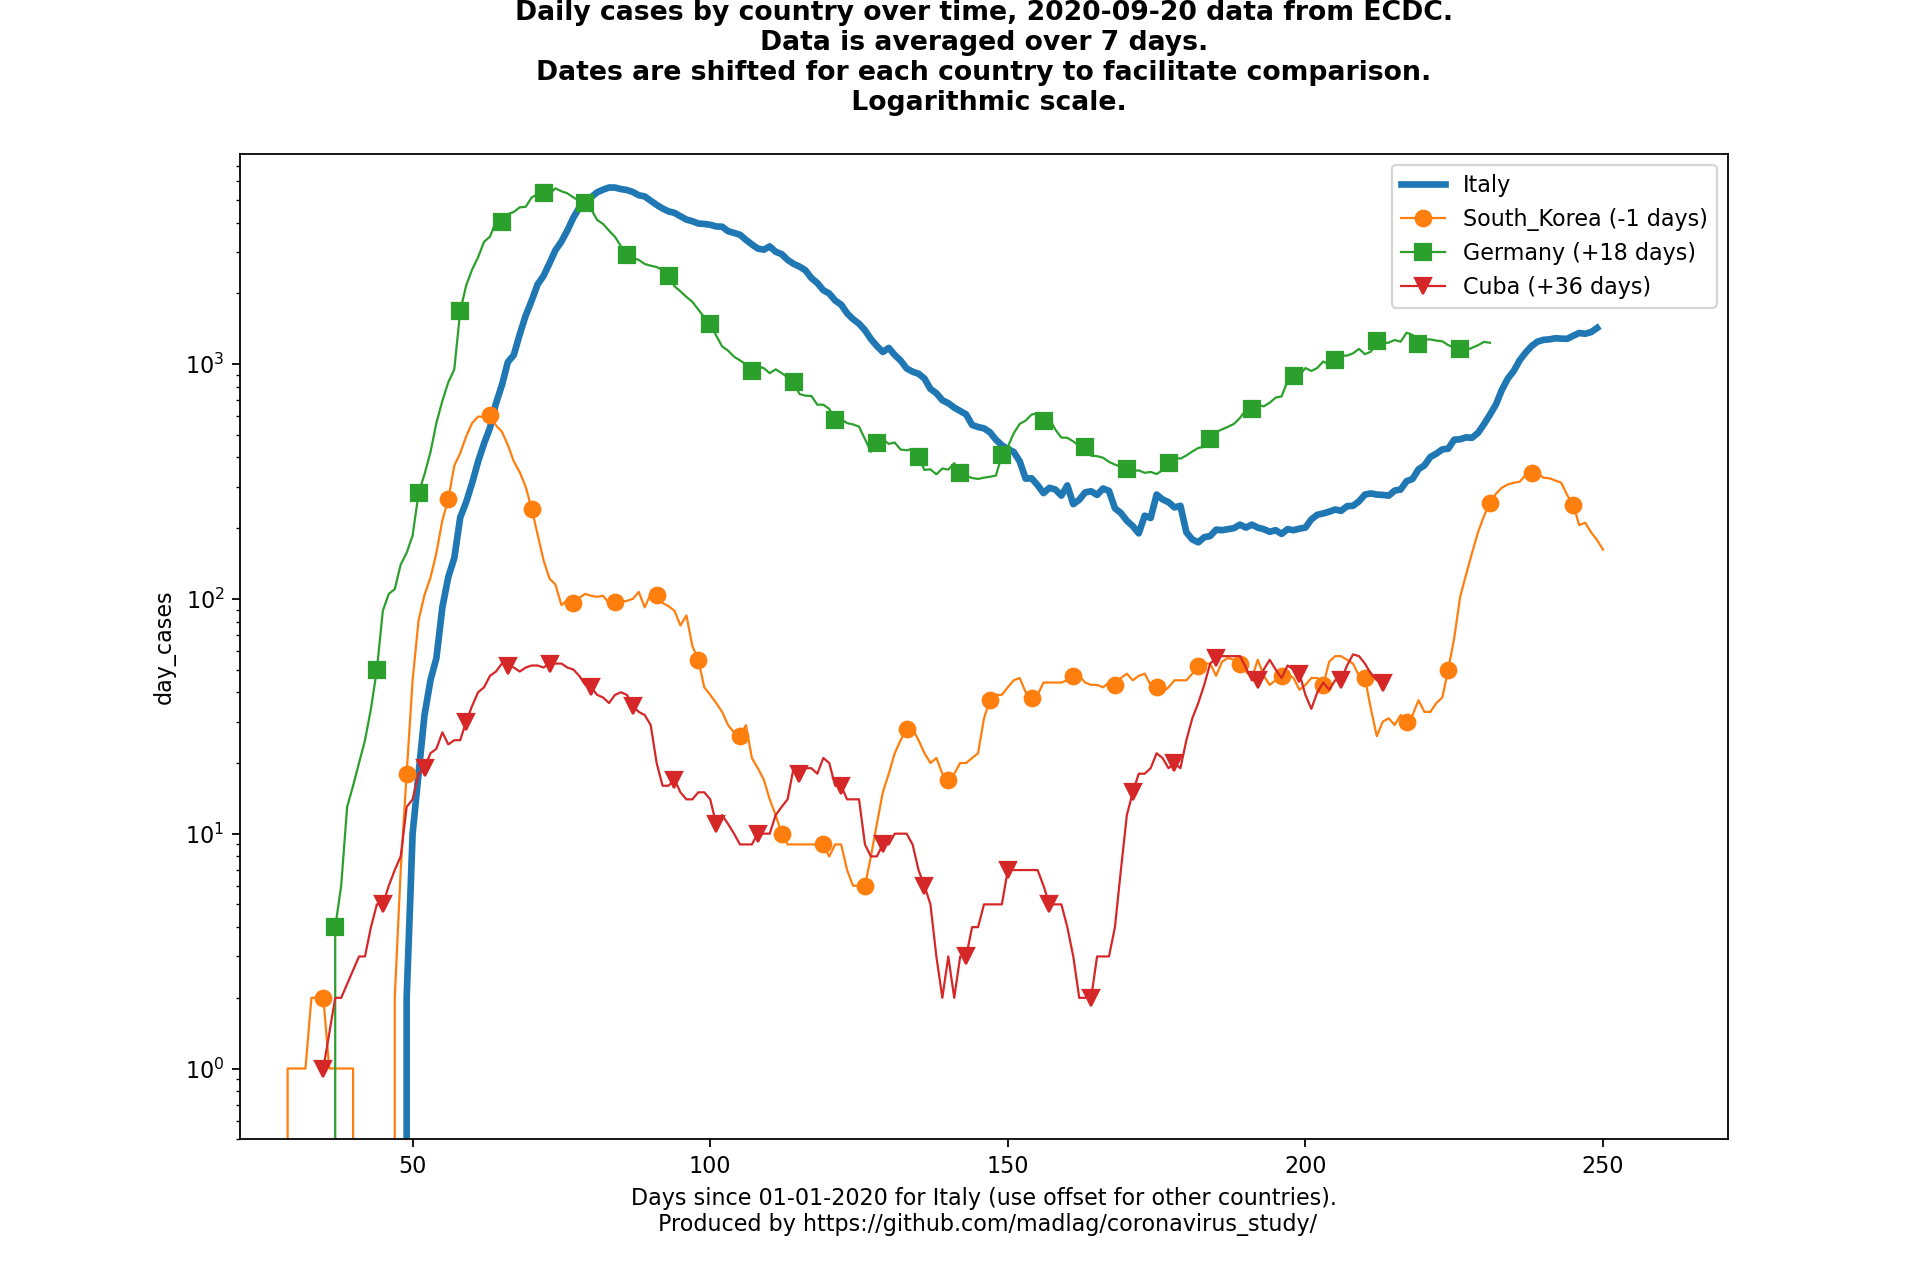 Daily cases by country over time, 2020-09-20 data from ECDC.
Data is averaged over 7 days.
Dates are shifted for each country to facilitate comparison.
Logarithmic scale.
Italy
South_Korea (-1 days)
Germany (+18 days)
Cuba (+36 days)
day_cases
10³
10²
10¹
10⁰
50
100
150
200
250
Days since 01-01-2020 for Italy (use offset for other countries).
Produced by https://github.com/madlag/coronavirus_study/